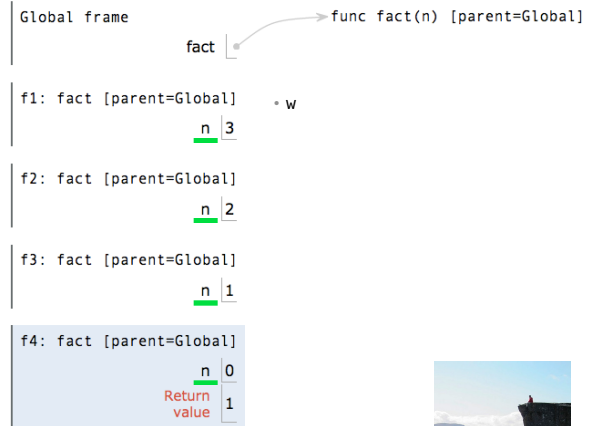 Global frame
func fact(n) [parent=Global]
fact
f1: fact [parent=Global]
• w
n 3
f2: fact [parent=Global]
n 2
f3: fact [parent=Global]
n 1
f4: fact [parent=Global]
n 0
Return
value 1